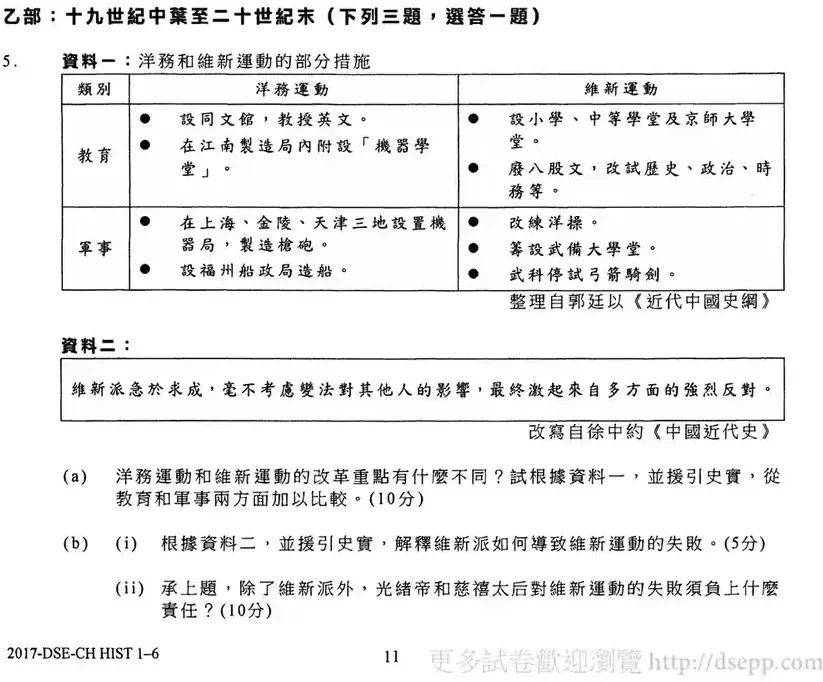 乙部：十九世紀中葉至二十世紀末（下列三題，選答一題）
5. 資料一：洋務和維新運動的部分措施
類別 洋務運動 維新運動
教育
● 設同文館，教授英文。
● 在江南製造局內附設「機器學
堂」。
● 設小學、中等學堂及京師大學
堂。
● 廢八股文，改試歷史、政治、時
務等。
軍事
● 在上海、金陵、天津三地設置機
器局，製造槍砲。
● 設福州船政局造船。
● 改練洋操。
● 籌設武備大學堂。
● 武科停試弓箭騎劍。
整理自郭廷以《近代中國史綱》
資料二：
維新派急於求成，毫不考慮變法對其他人的影響，最終激起來自多方面的強烈反對。
改寫自徐中約《中國近代史》
(a) 洋務運動和維新運動的改革重點有什麼不同？試根據資料一，並援引史實，從
教育和軍事兩方面加以比較。(10分)
(b) (i) 根據資料二，並援引史實，解釋維新派如何導致維新運動的失敗。(5分)
(ii) 承上題，除了維新派外，光緒帝和慈禧太后對維新運動的失敗須負上什麼
責任？(10分)
2017-DSE-CH HIST 1–6
11
更多試卷歡迎瀏覽 http://dsepp.com